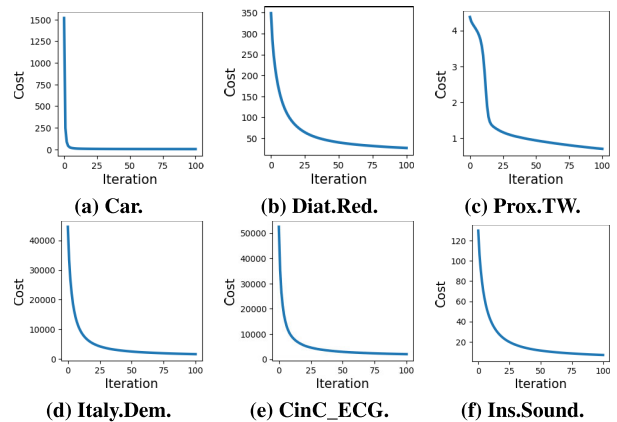 1500
1250
1000
750
500
250
0
Cost
0 25 50 75 100
Iteration
(a) Car.
350
300
250
200
150
100
50
Cost
0 25 50 75 100
Iteration
(b) Diat.Red.
4
3
2
1
Cost
0 25 50 75 100
Iteration
(c) Prox.TW.
40000
30000
20000
10000
0
Cost
0 25 50 75 100
Iteration
(d) Italy.Dem.
50000
40000
30000
20000
10000
0
Cost
0 25 50 75 100
Iteration
(e) CinC_ECG.
120
100
80
60
40
20
Cost
0 25 50 75 100
Iteration
(f) Ins.Sound.